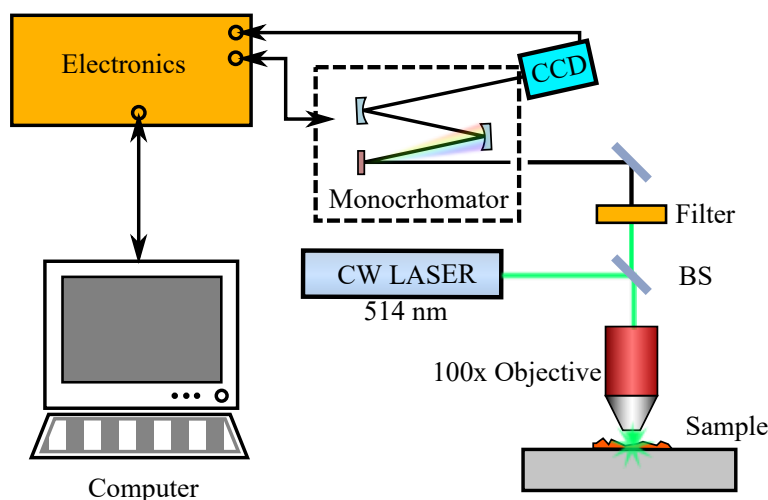 Electronics
CCD
Monocrhomator
Filter
CW LASER
514 nm
BS
100x Objective
Sample
Computer